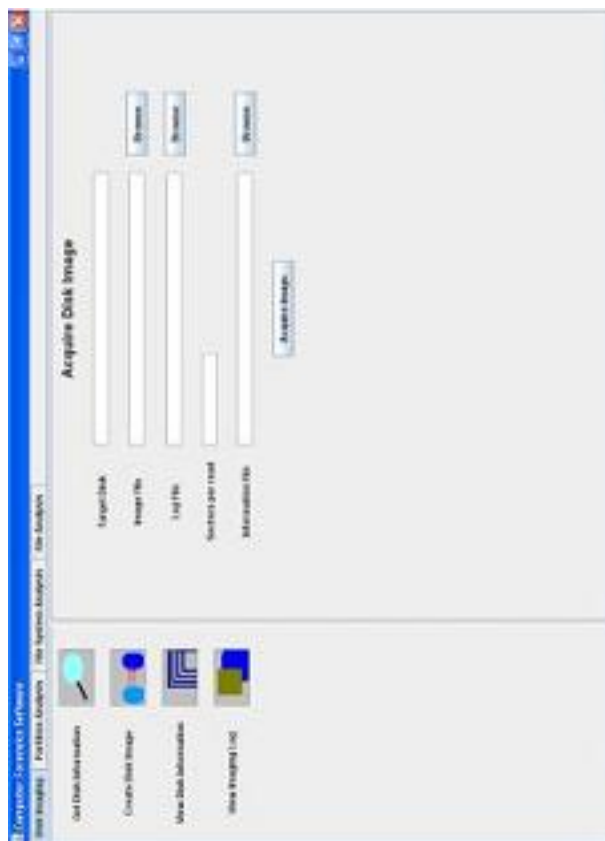 Computer Forensics Software
Disk Imaging Partition Analysis File System Analysis File Analysis
Get Disk Information
Create Disk Image
View Disk Information
View Imaging Log
Acquire Disk Image
Target Disk
Image File Browse
Log File Browse
Sectors per read
Information File Browse
Acquire Image